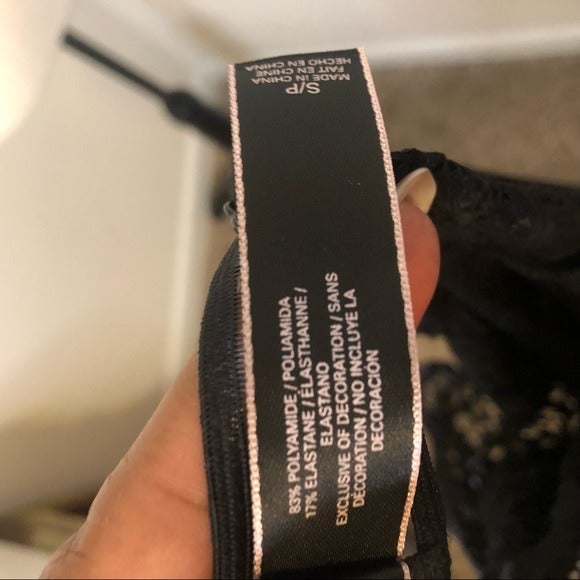 MADE IN CHINA
FAIT EN CHINE
HECHO EN CHINA
S/P
83% POLYAMIDE / POLIAMIDA
17% ELASTANE / ÉLASTHANNE /
ELASTANO
EXCLUSIVE OF DECORATION / SANS
DÉCORATION / NO INCLUYE LA
DECORACIÓN